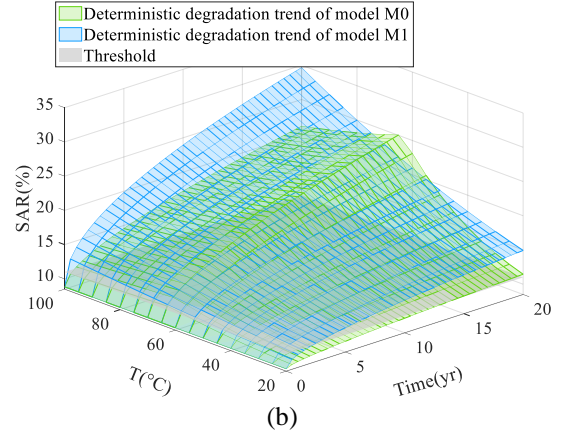 Deterministic degradation trend of model M0
Deterministic degradation trend of model M1
Threshold
35
30
25
20
15
10
SAR(%)
100
80
60
40
20
T(°C)
0
5
10
15
20
Time(yr)
(b)